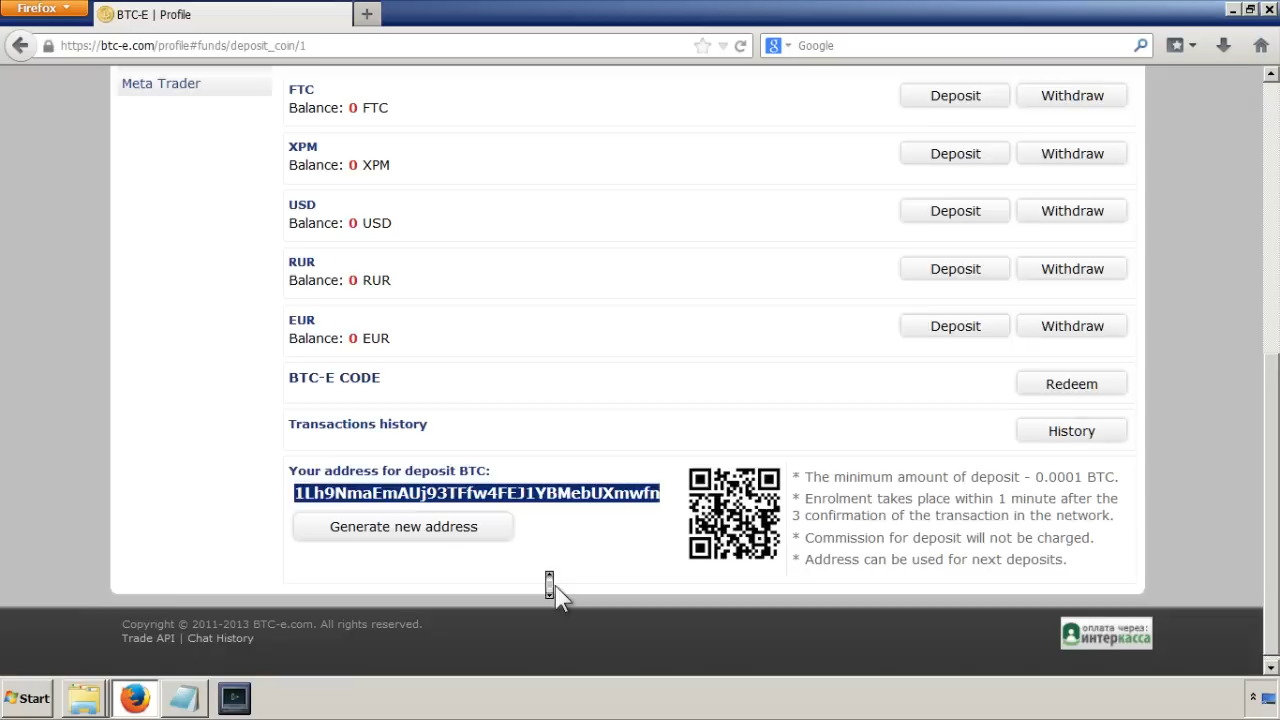 Firefox
BTC-E | Profile
https://btc-e.com/profile#funds/deposit_coin/1
Google
Meta Trader
FTC
Balance: 0 FTC
Deposit
Withdraw
XPM
Balance: 0 XPM
Deposit
Withdraw
USD
Balance: 0 USD
Deposit
Withdraw
RUR
Balance: 0 RUR
Deposit
Withdraw
EUR
Balance: 0 EUR
Deposit
Withdraw
BTC-E CODE
Redeem
Transactions history
History
Your address for deposit BTC:
1Lh9NmaEmAUj93TFfw4FEJ1YBMebUXmwfn
Generate new address
* The minimum amount of deposit - 0.0001 BTC.
* Enrolment takes place within 1 minute after the
3 confirmation of the transaction in the network.
* Commission for deposit will not be charged.
* Address can be used for next deposits.
Copyright © 2011-2013 BTC-e.com. All rights reserved.
Trade API | Chat History
оплата через:
интеркасса
Start